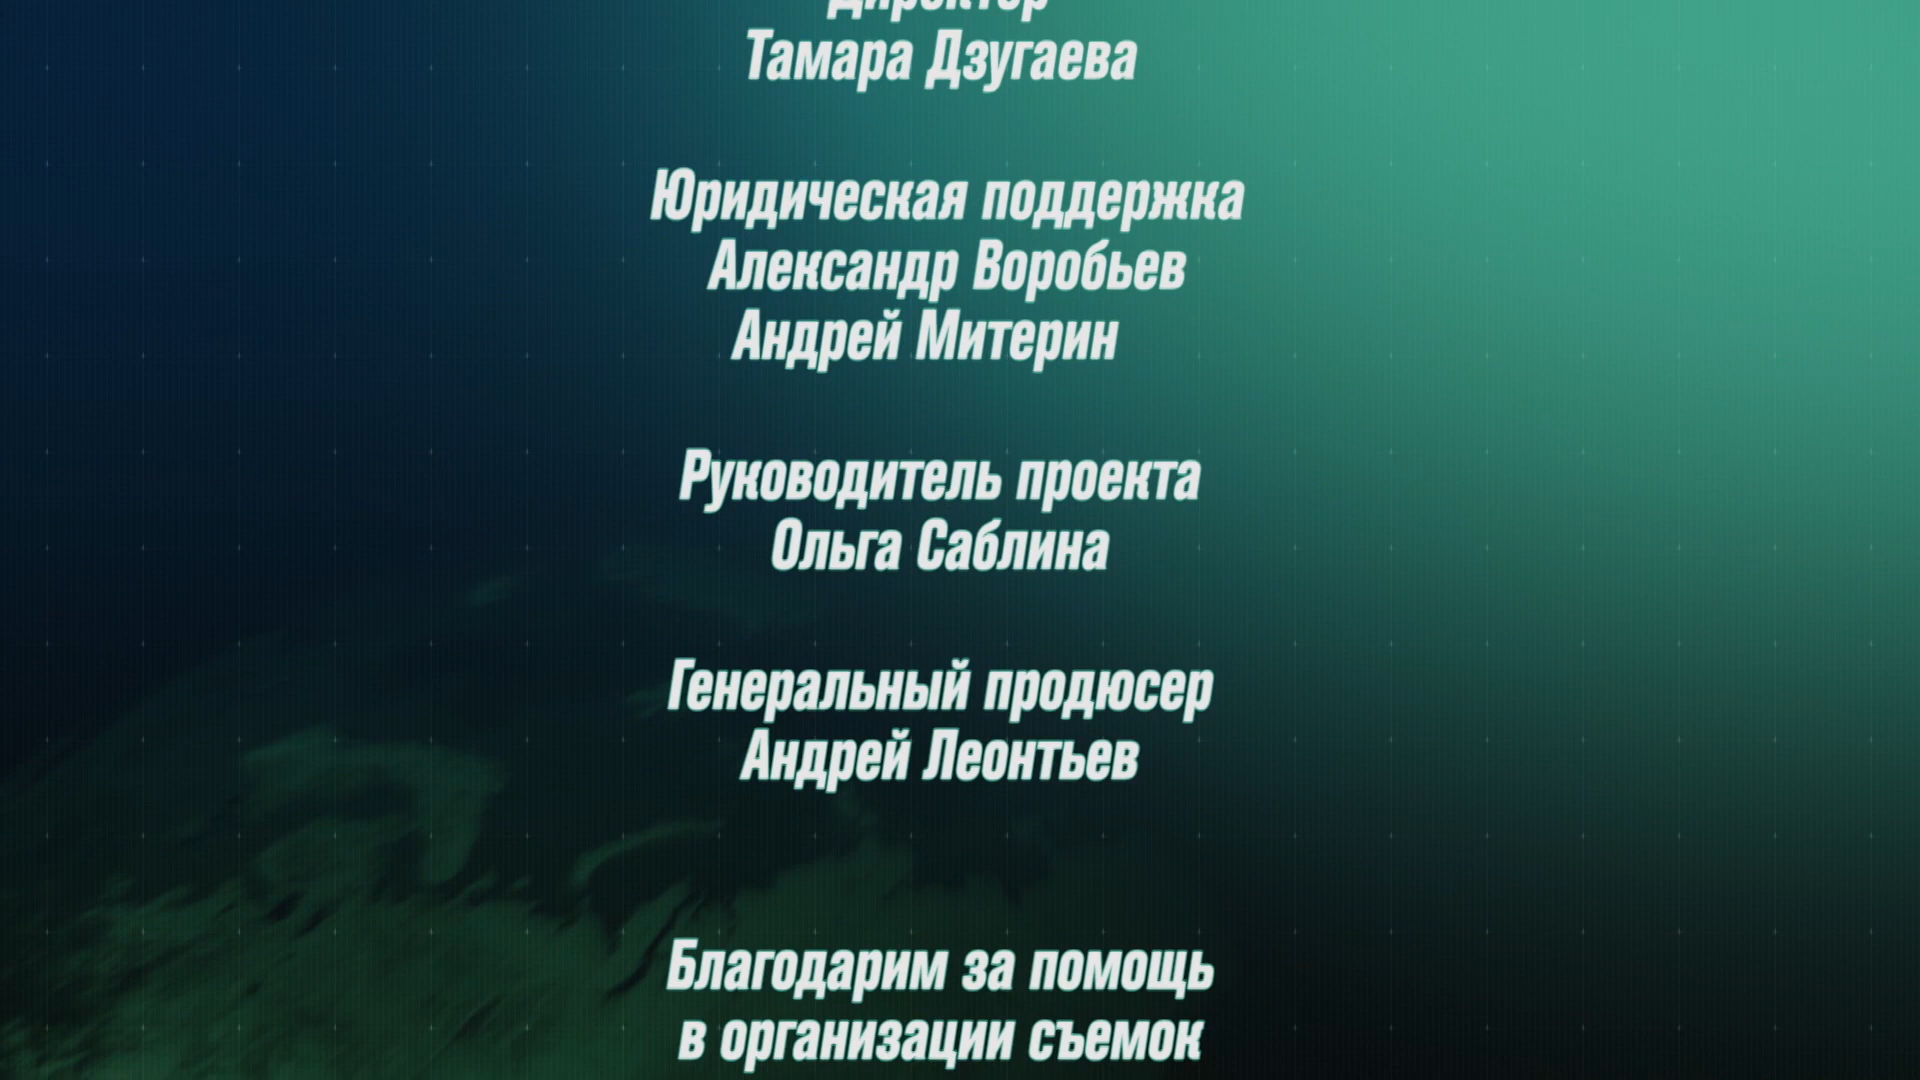 Директор
Тамара Дзугаева
Юридическая поддержка
Александр Воробьев
Андрей Митерин
Руководитель проекта
Ольга Саблина
Генеральный продюсер
Андрей Леонтьев
Благодарим за помощь
в организации съемок